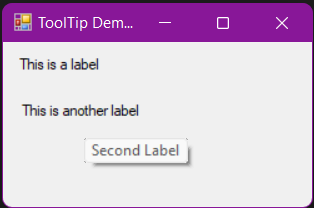 ToolTip Dem...
This is a label
This is another label
Second Label